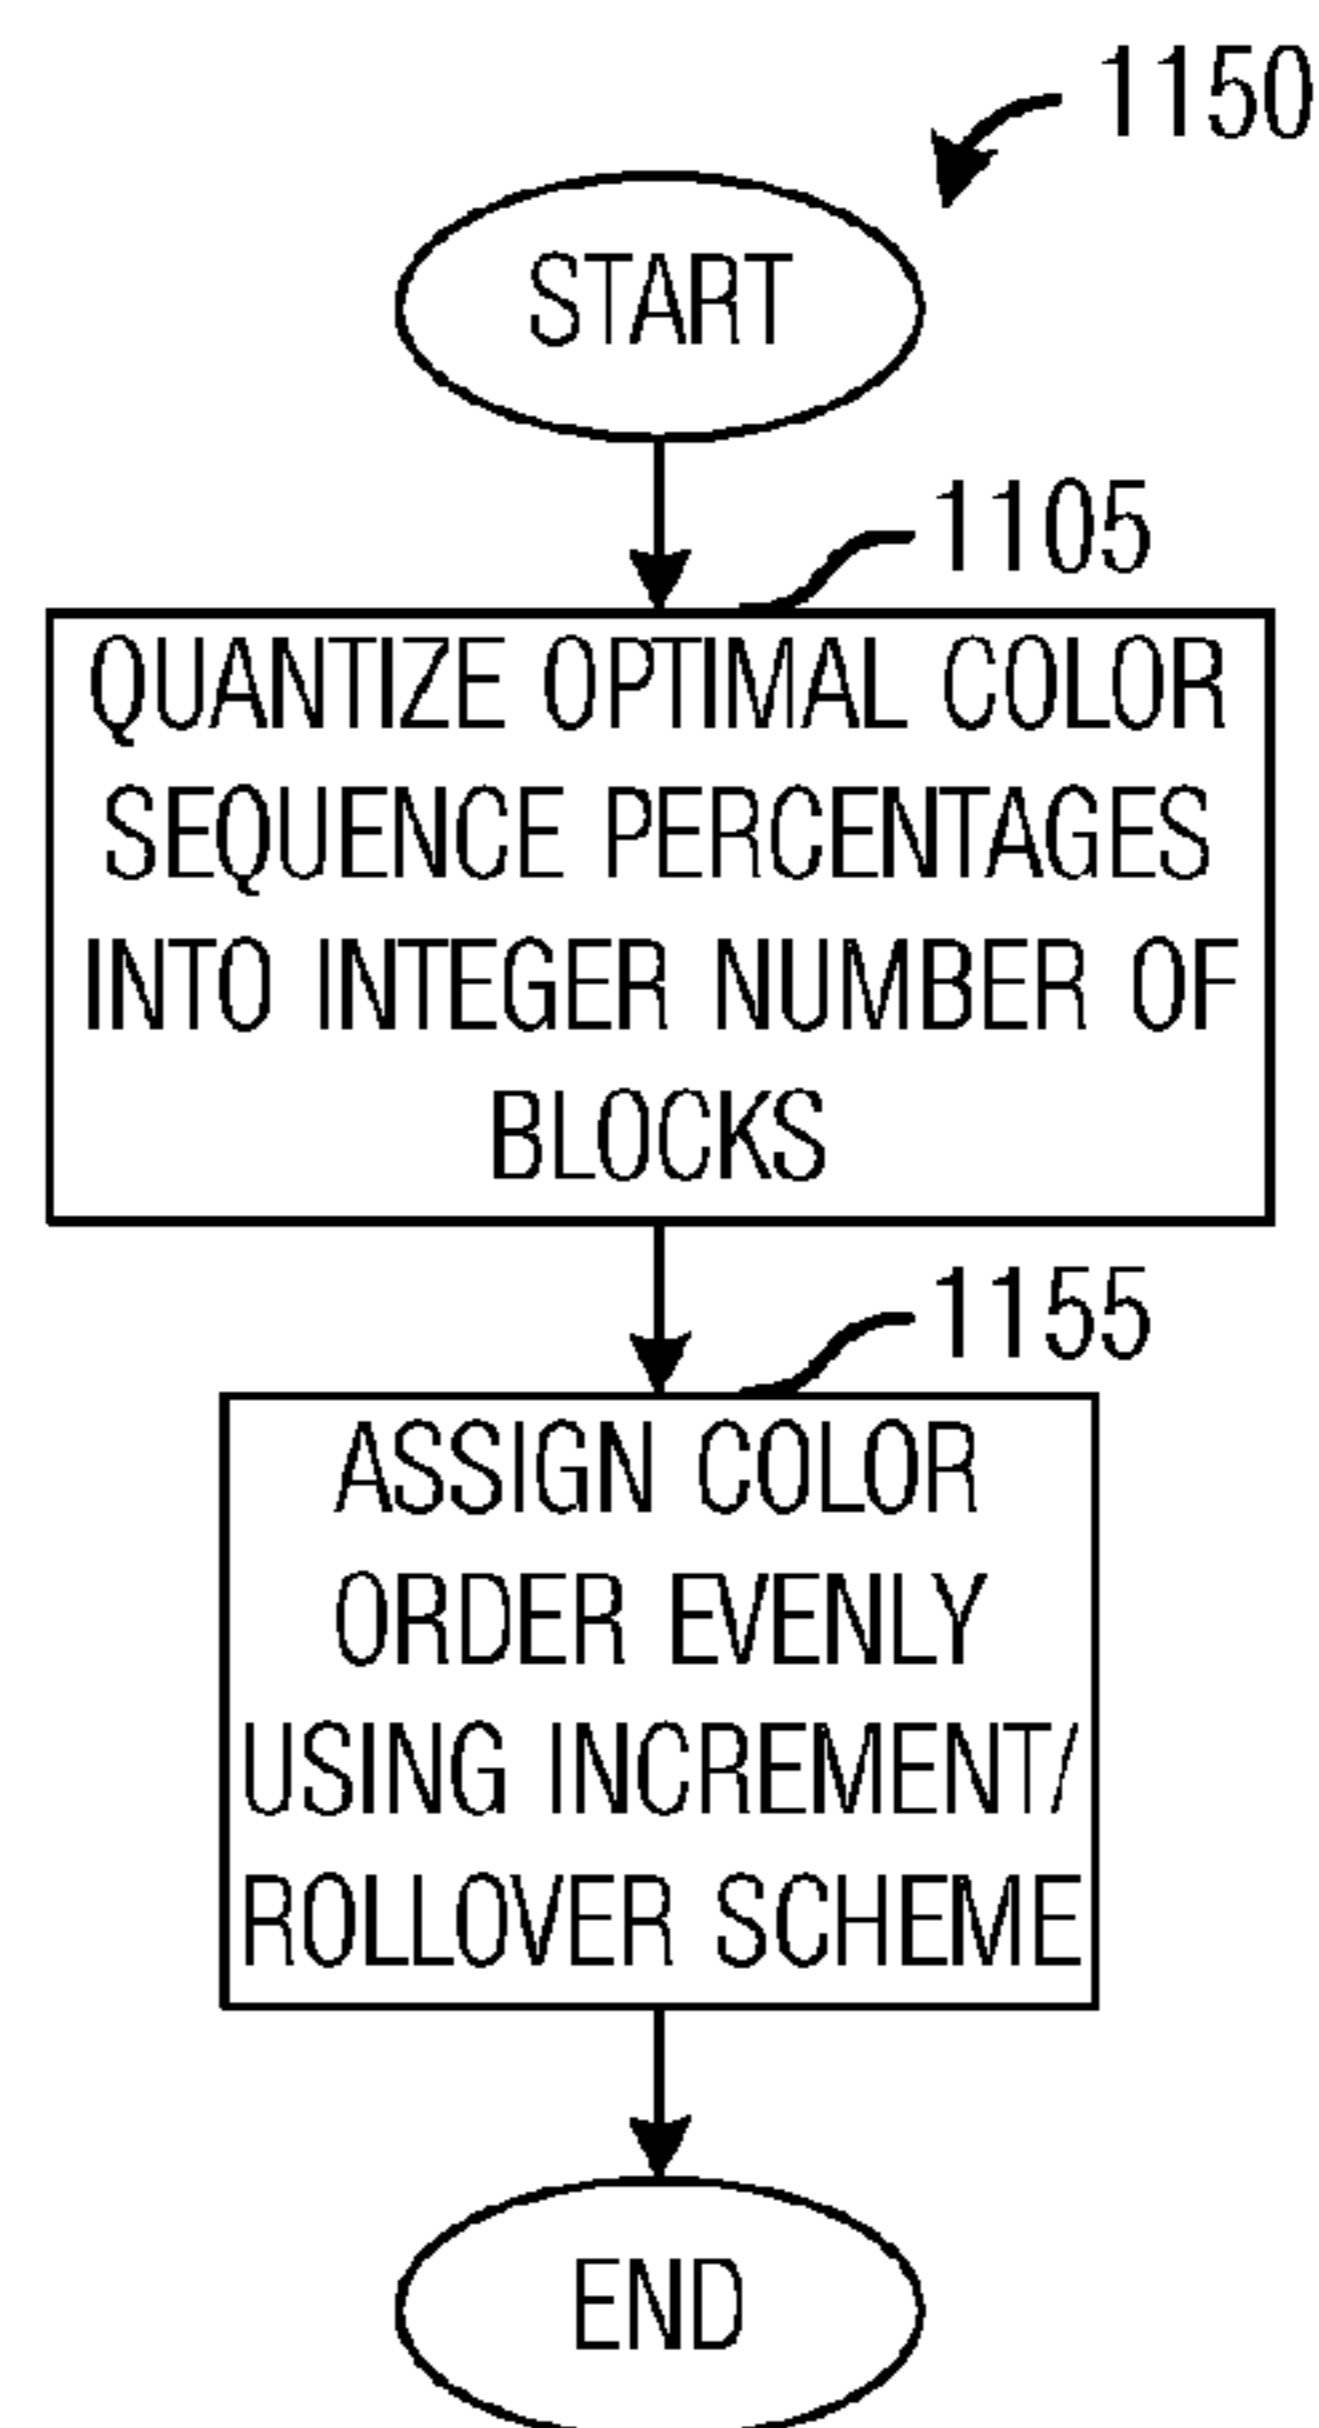 1150
START
1105
QUANTIZE OPTIMAL COLOR
SEQUENCE PERCENTAGES
INTO INTEGER NUMBER OF
BLOCKS
1155
ASSIGN COLOR
ORDER EVENLY
USING INCREMENT/
ROLLOVER SCHEME
END